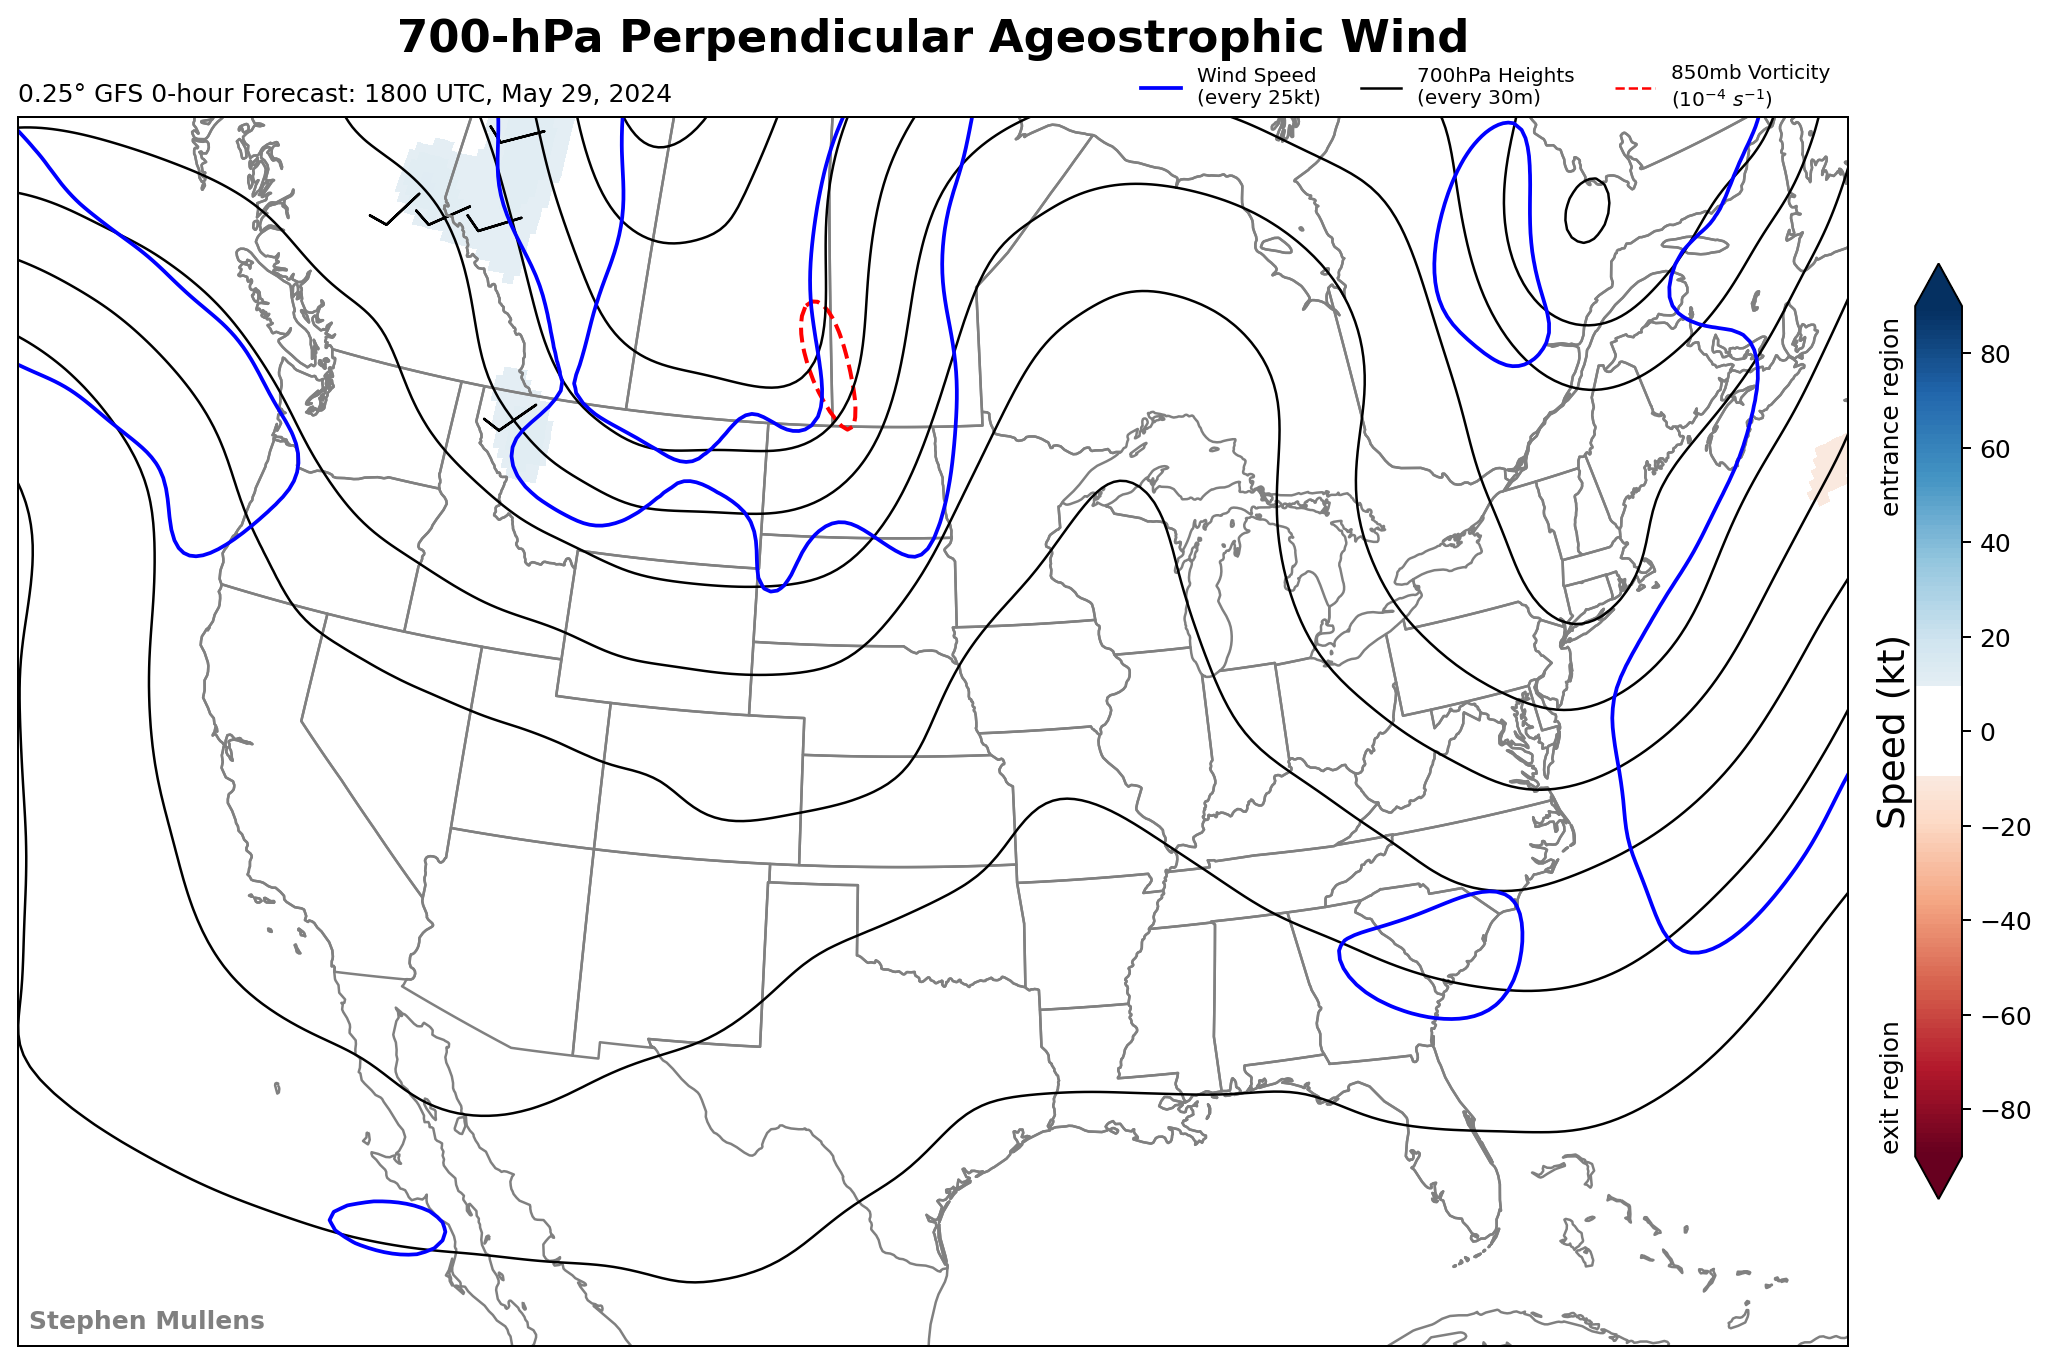 700-hPa Perpendicular Ageostrophic Wind
0.25° GFS 0-hour Forecast: 1800 UTC, May 29, 2024
Wind Speed
(every 25kt)
700hPa Heights
(every 30m)
850mb Vorticity
(10⁻⁴ s⁻¹)
entrance region
Speed (kt)
exit region
80
60
40
20
0
−20
−40
−60
−80
Stephen Mullens